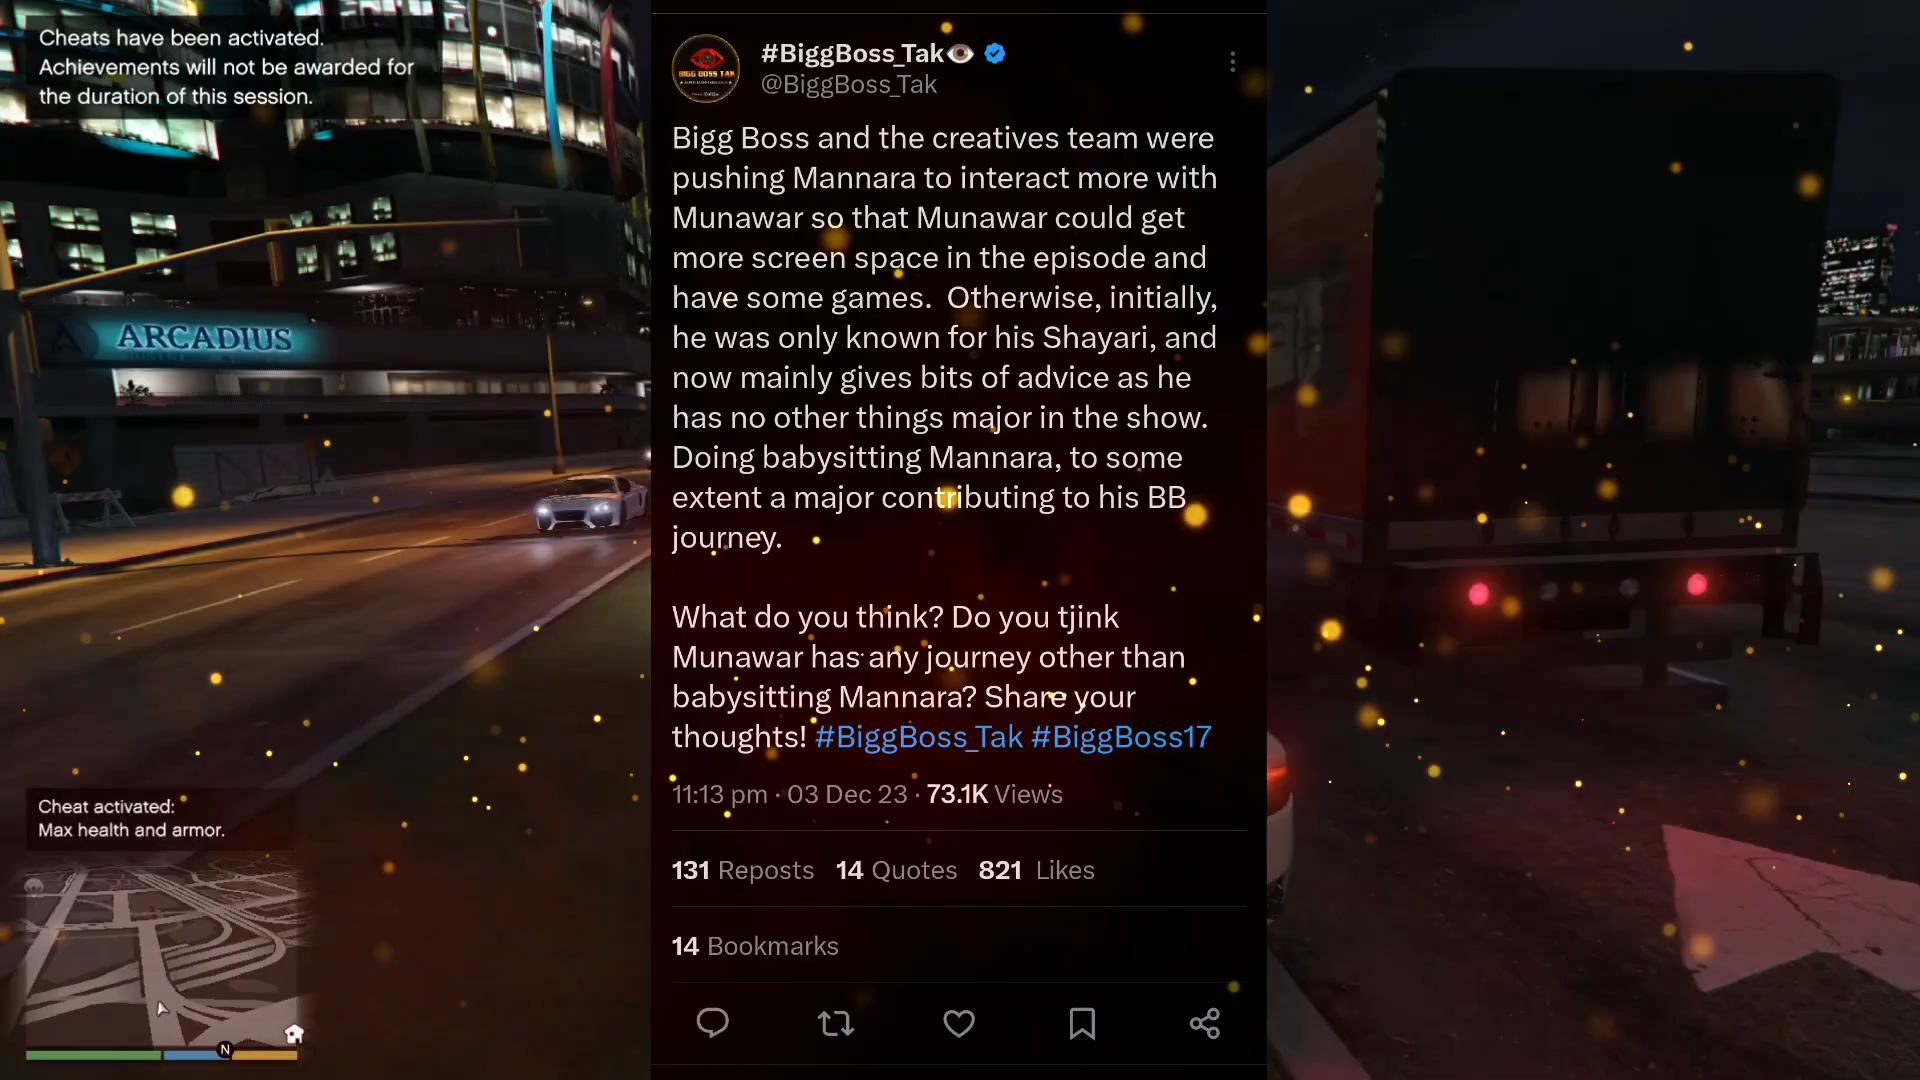 Cheats have been activated.
Achievements will not be awarded for
the duration of this session.
ARCADIUS
Cheat activated:
Max health and armor.
N
BIGG BOSS TAK
#BiggBoss_Tak👁
@BiggBoss_Tak
Bigg Boss and the creatives team were
pushing Mannara to interact more with
Munawar so that Munawar could get
more screen space in the episode and
have some games.  Otherwise, initially,
he was only known for his Shayari, and
now mainly gives bits of advice as he
has no other things major in the show.
Doing babysitting Mannara, to some
extent a major contributing to his BB
journey.
What do you think? Do you tjink
Munawar has any journey other than
babysitting Mannara? Share your
thoughts! #BiggBoss_Tak #BiggBoss17
11:13 pm · 03 Dec 23 · 73.1K Views
131 Reposts 14 Quotes 821 Likes
14 Bookmarks